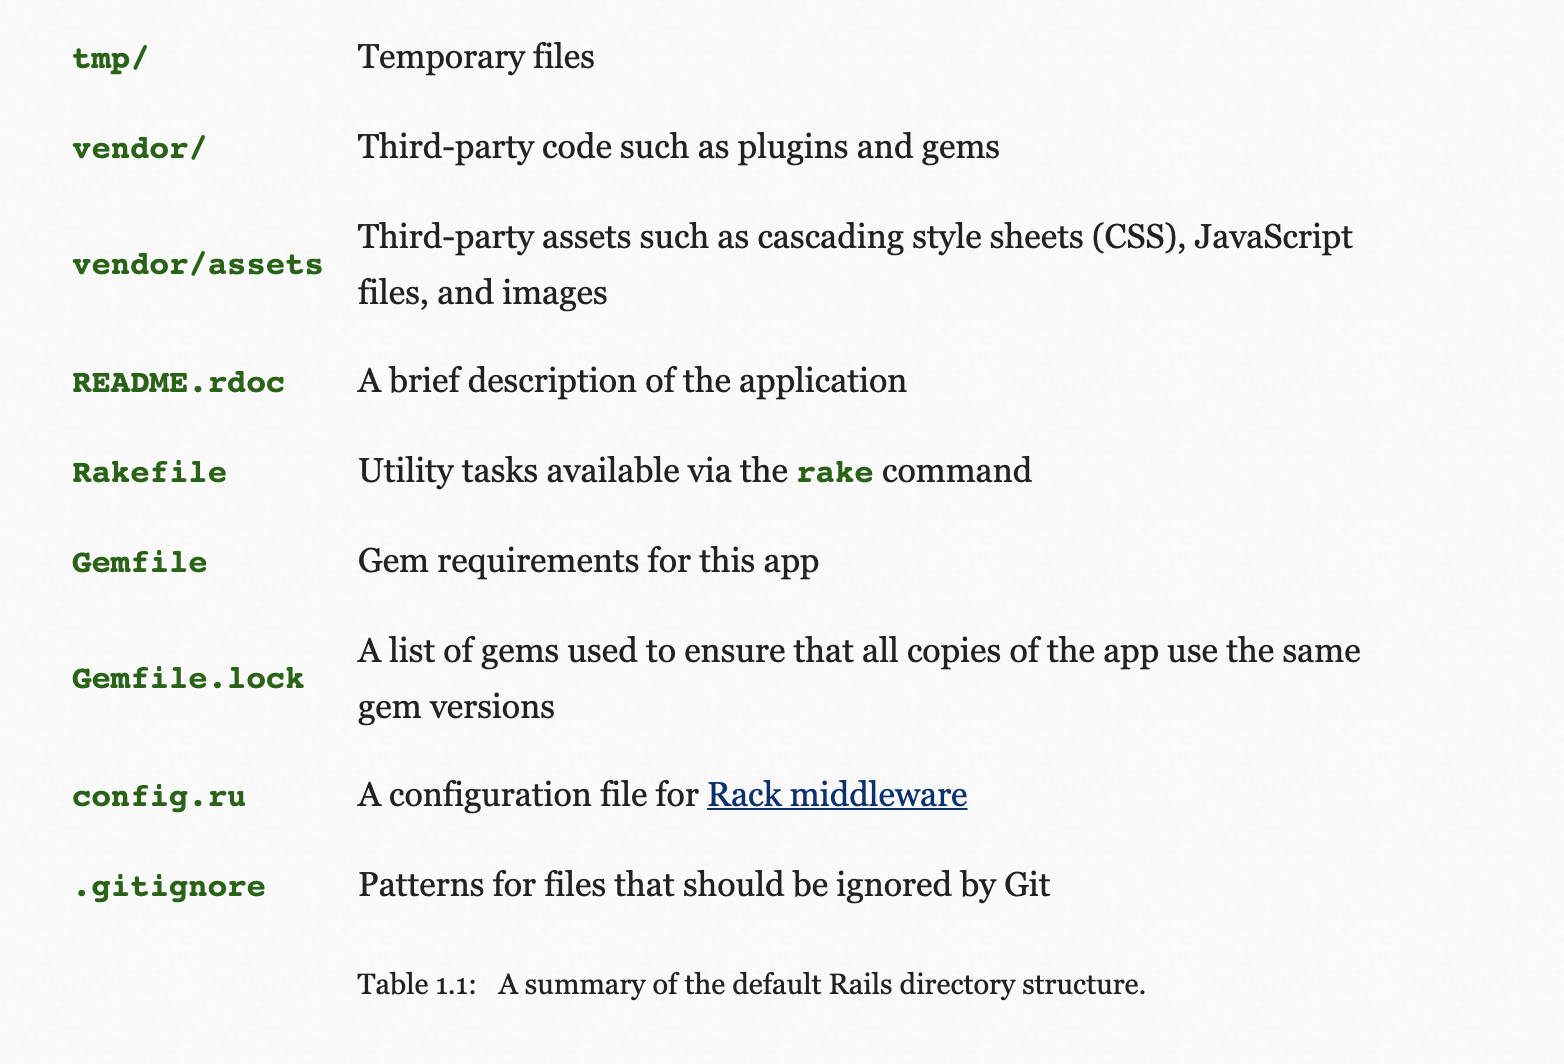 tmp/ Temporary files
vendor/ Third-party code such as plugins and gems
vendor/assets Third-party assets such as cascading style sheets (CSS), JavaScript
files, and images
README.rdoc A brief description of the application
Rakefile Utility tasks available via the rake command
Gemfile Gem requirements for this app
Gemfile.lock A list of gems used to ensure that all copies of the app use the same
gem versions
config.ru A configuration file for Rack middleware
.gitignore Patterns for files that should be ignored by Git
Table 1.1: A summary of the default Rails directory structure.